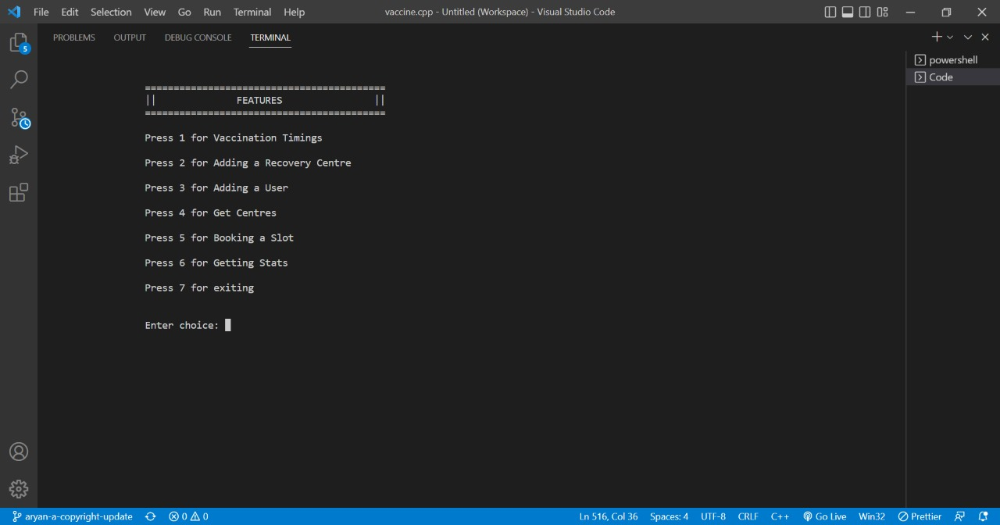 File Edit Selection View Go Run Terminal Help vaccine.cpp - Untitled (Workspace) - Visual Studio Code
5
PROBLEMS OUTPUT DEBUG CONSOLE TERMINAL
powershell
Code
==========================================
|| FEATURES ||
==========================================
Press 1 for Vaccination Timings
Press 2 for Adding a Recovery Centre
Press 3 for Adding a User
Press 4 for Get Centres
Press 5 for Booking a Slot
Press 6 for Getting Stats
Press 7 for exiting
Enter choice:
aryan-a-copyright-update 0 0 Ln 516, Col 36 Spaces: 4 UTF-8 CRLF C++ Go Live Win32 Prettier